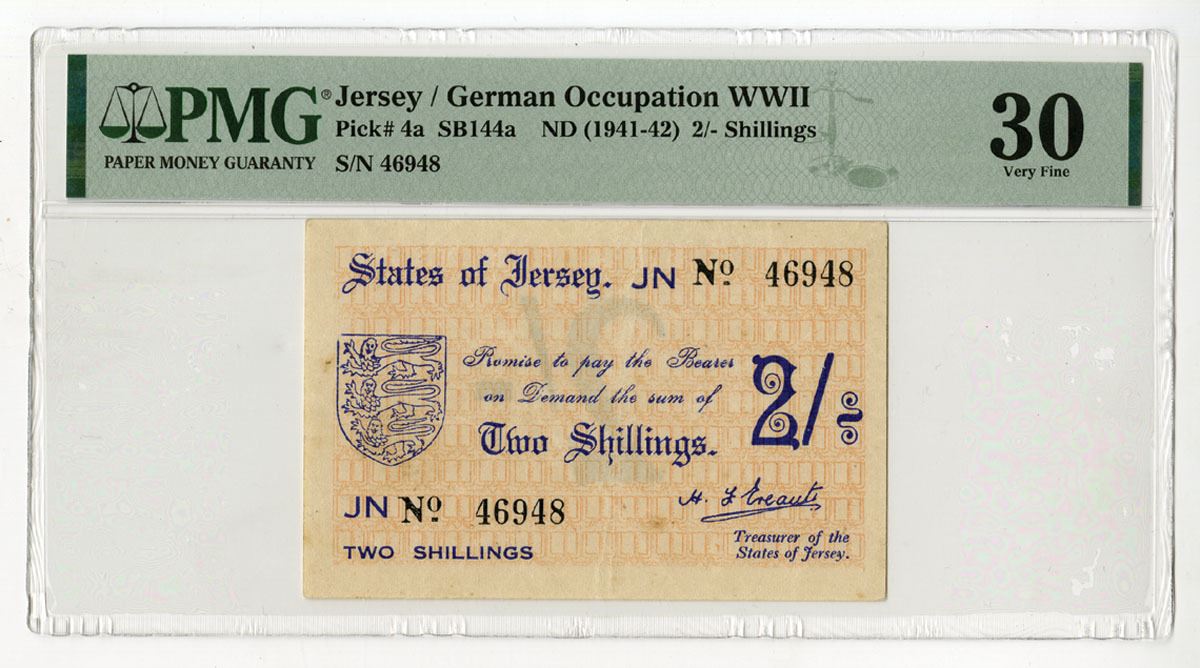 PMG®
PAPER MONEY GUARANTY
Jersey / German Occupation WWII
Pick# 4a SB144a ND (1941-42) 2/- Shillings
S/N 46948
30
Very Fine
States of Jersey. JN Nº 46948
Promise to pay the Bearer
on Demand the sum of
Two Shillings.
2/-
JN Nº 46948
TWO SHILLINGS
H. F. Ereaut
Treasurer of the
States of Jersey.